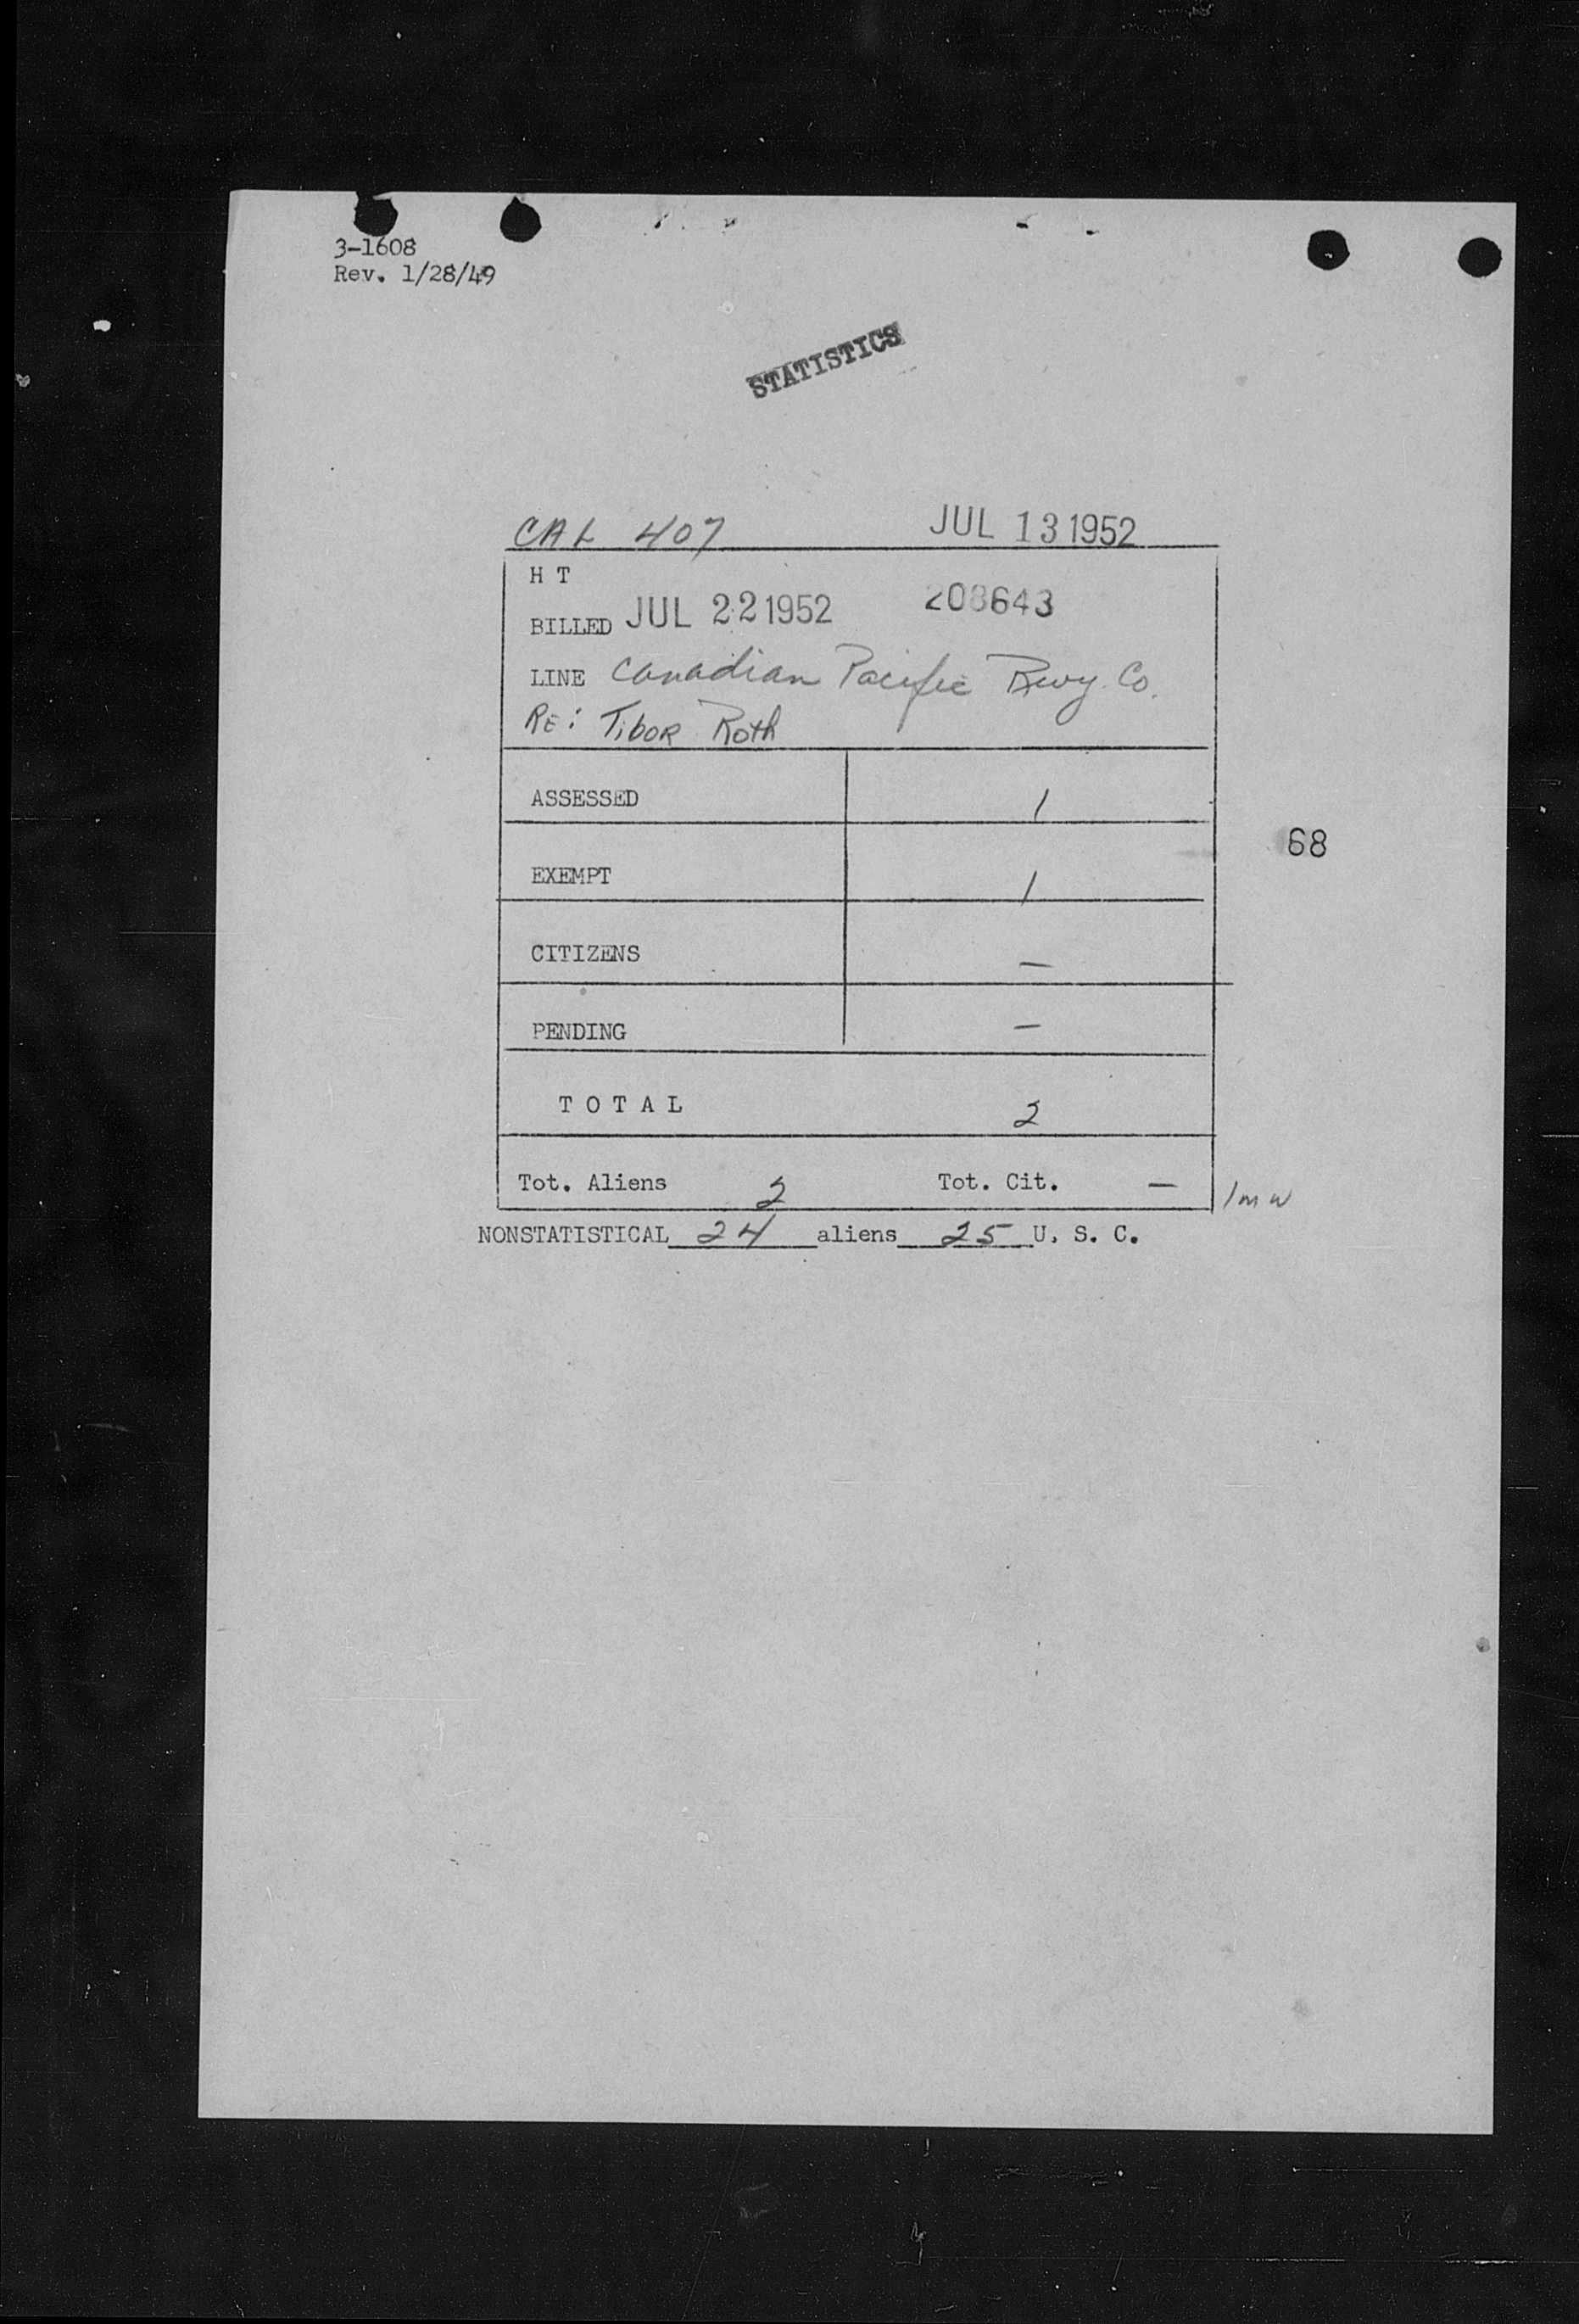 3-1608
Rev. 1/28/49
STATISTICS
CAL 407 JUL 13 1952
H T
BILLED JUL 22 1952 208643
LINE Canadian Pacific Rwy. Co.
RE: Tibor Roth
ASSESSED 1
68
EXEMPT 1
CITIZENS —
PENDING —
T O T A L 2
Tot. Aliens 2 Tot. Cit. —
1 m w
NONSTATISTICAL 24 aliens 25 U. S. C.